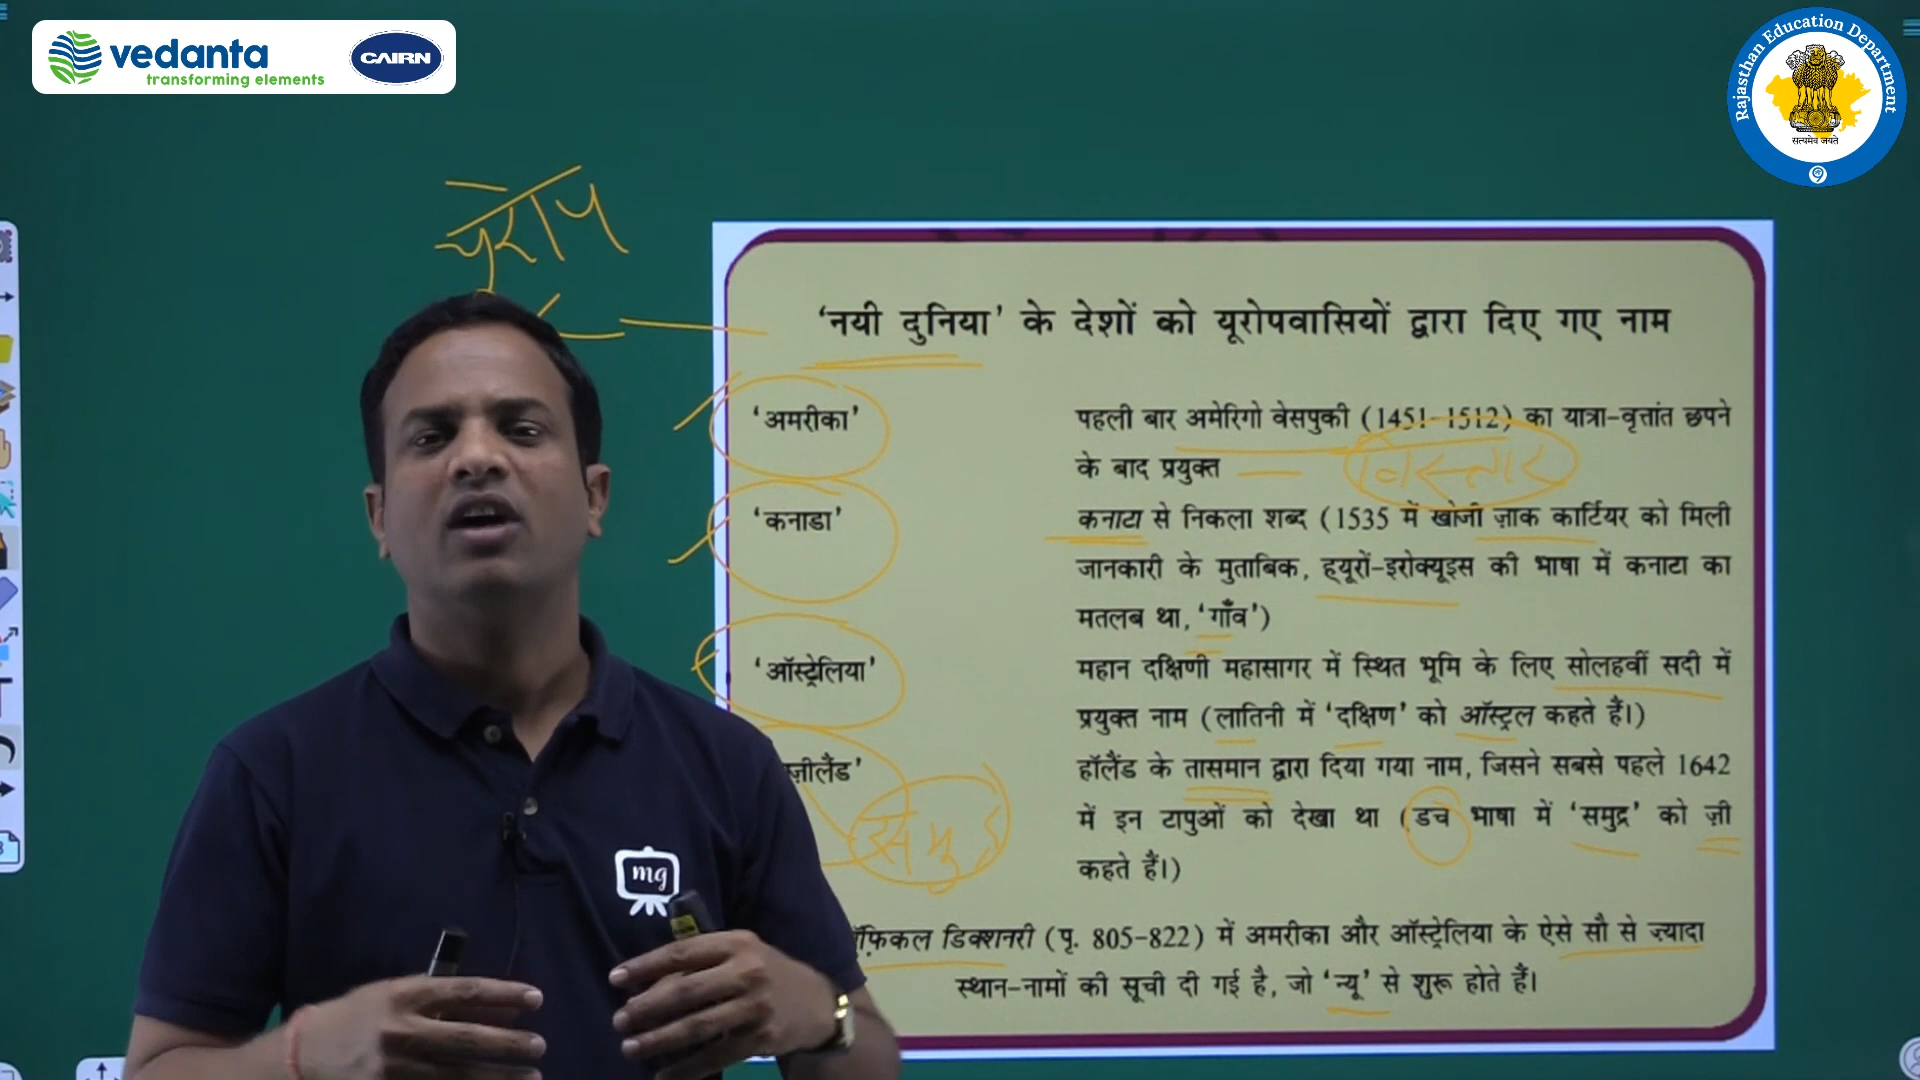 vedanta
transforming elements
CAIRN
Rajasthan Education Department
सत्यमेव जयते
यूरोप
'नयी दुनिया' के देशों को यूरोपवासियों द्वारा दिए गए नाम
'अमरीका'
पहली बार अमेरिगो वेसपुकी (1451-1512) का यात्रा-वृत्तांत छपने
के बाद प्रयुक्त
विस्तार
'कनाडा'
कनाटा से निकला शब्द (1535 में खोजी ज़ाक कार्टियर को मिली
जानकारी के मुताबिक, ह्यूरों-इरोक्यूइस की भाषा में कनाटा का
मतलब था, 'गाँव')
'ऑस्ट्रेलिया'
महान दक्षिणी महासागर में स्थित भूमि के लिए सोलहवीं सदी में
प्रयुक्त नाम (लातिनी में 'दक्षिण' को ऑस्ट्रल कहते हैं।)
ज़ीलैंड'
हॉलैंड के तासमान द्वारा दिया गया नाम, जिसने सबसे पहले 1642
में इन टापुओं को देखा था (डच भाषा में 'समुद्र' को ज़ी
कहते हैं।)
समुद्र
mg
ॉफ़िकल डिक्शनरी (पृ. 805-822) में अमरीका और ऑस्ट्रेलिया के ऐसे सौ से ज़्यादा
स्थान-नामों की सूची दी गई है, जो 'न्यू' से शुरू होते हैं।